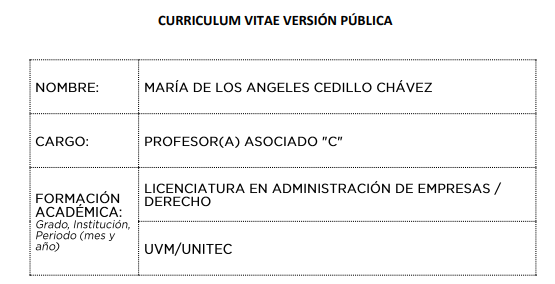 CURRICULUM VITAE VERSIÓN PÚBLICA
NOMBRE:
MARÍA DE LOS ANGELES CEDILLO CHÁVEZ
CARGO:
PROFESOR(A) ASOCIADO "C"
FORMACIÓN
ACADÉMICA:
Grado, Institución,
Periodo (mes y
año)
LICENCIATURA EN ADMINISTRACIÓN DE EMPRESAS /
DERECHO
UVM/UNITEC